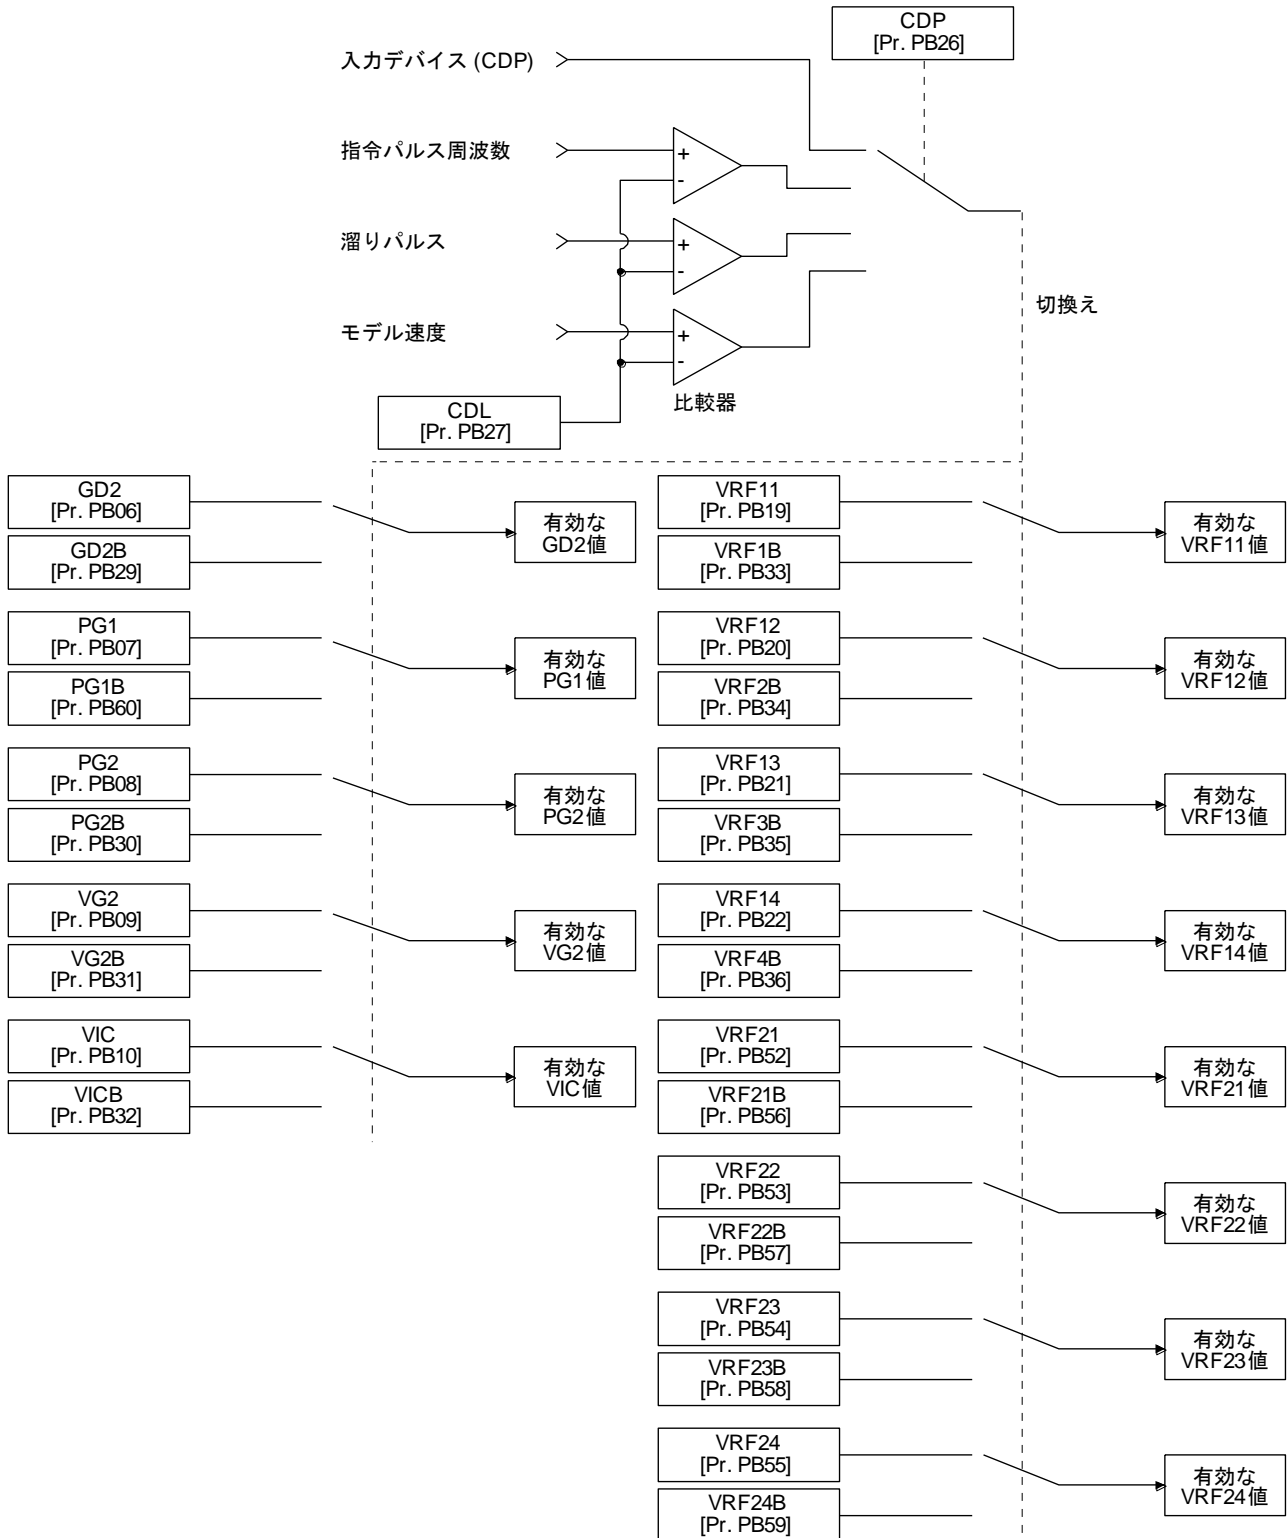 CDP
[Pr. PB26]
入力デバイス (CDP)
指令パルス周波数
+
-
溜りパルス
+
-
切換え
モデル速度
+
-
比較器
CDL
[Pr. PB27]
GD2
[Pr. PB06]
GD2B
[Pr. PB29]
有効な
GD2値
PG1
[Pr. PB07]
PG1B
[Pr. PB60]
有効な
PG1値
PG2
[Pr. PB08]
PG2B
[Pr. PB30]
有効な
PG2値
VG2
[Pr. PB09]
VG2B
[Pr. PB31]
有効な
VG2値
VIC
[Pr. PB10]
VICB
[Pr. PB32]
有効な
VIC値
VRF11
[Pr. PB19]
VRF1B
[Pr. PB33]
有効な
VRF11値
VRF12
[Pr. PB20]
VRF2B
[Pr. PB34]
有効な
VRF12値
VRF13
[Pr. PB21]
VRF3B
[Pr. PB35]
有効な
VRF13値
VRF14
[Pr. PB22]
VRF4B
[Pr. PB36]
有効な
VRF14値
VRF21
[Pr. PB52]
VRF21B
[Pr. PB56]
有効な
VRF21値
VRF22
[Pr. PB53]
VRF22B
[Pr. PB57]
有効な
VRF22値
VRF23
[Pr. PB54]
VRF23B
[Pr. PB58]
有効な
VRF23値
VRF24
[Pr. PB55]
VRF24B
[Pr. PB59]
有効な
VRF24値